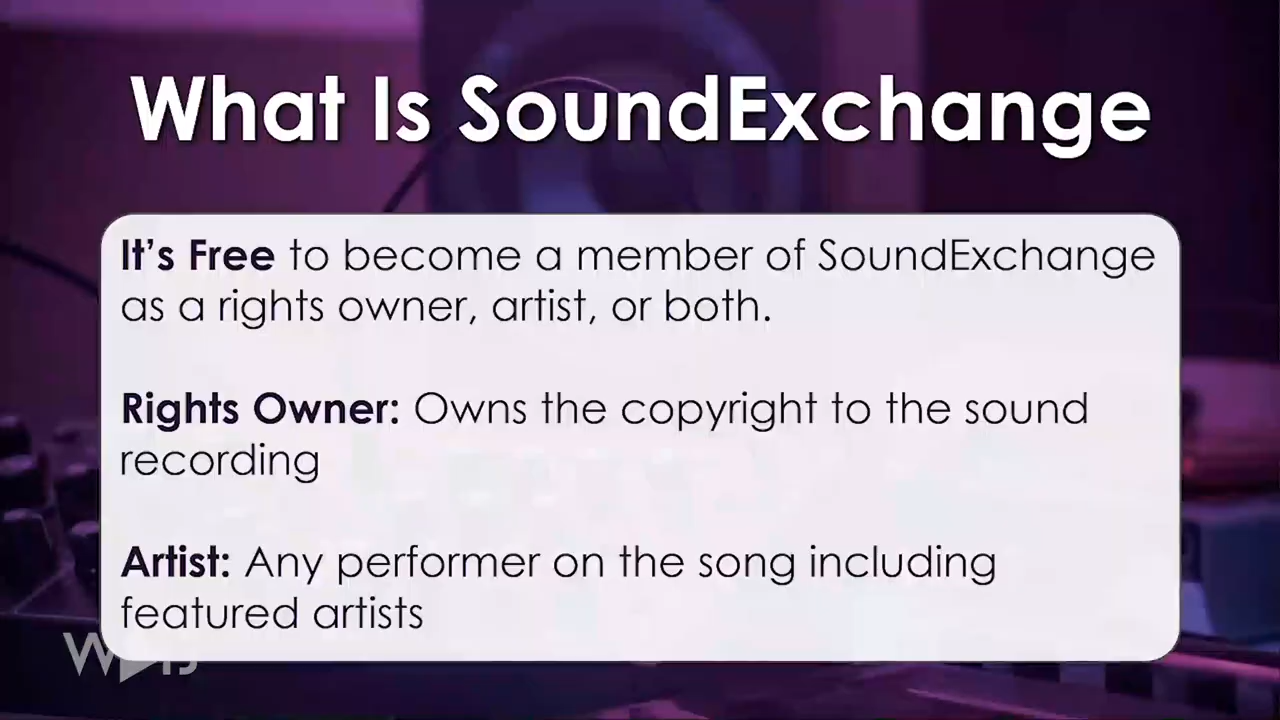 What Is SoundExchange
It's Free to become a member of SoundExchange
as a rights owner, artist, or both.
Rights Owner: Owns the copyright to the sound
recording
Artist: Any performer on the song including
featured artists